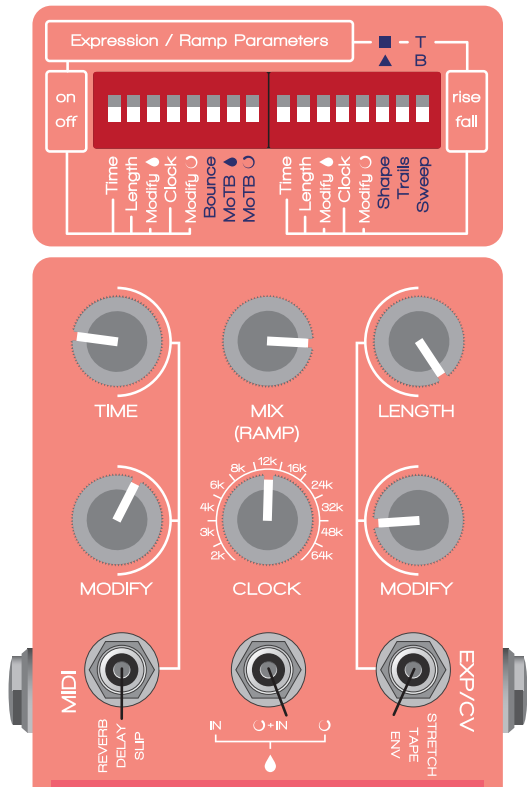 Expression / Ramp Parameters
T
B
on
off
rise
fall
Time
Length
Modify
Clock
Modify
Bounce
MoTB
MoTB
Time
Length
Modify
Clock
Modify
Shape
Trails
Sweep
TIME
MIX
(RAMP)
LENGTH
2k
3k
4k
6k
8k
12k
16k
24k
32k
48k
64k
MODIFY
CLOCK
MODIFY
MIDI
REVERB
DELAY
SLIP
IN
+IN
EXP/CV
STRETCH
TAPE
ENV